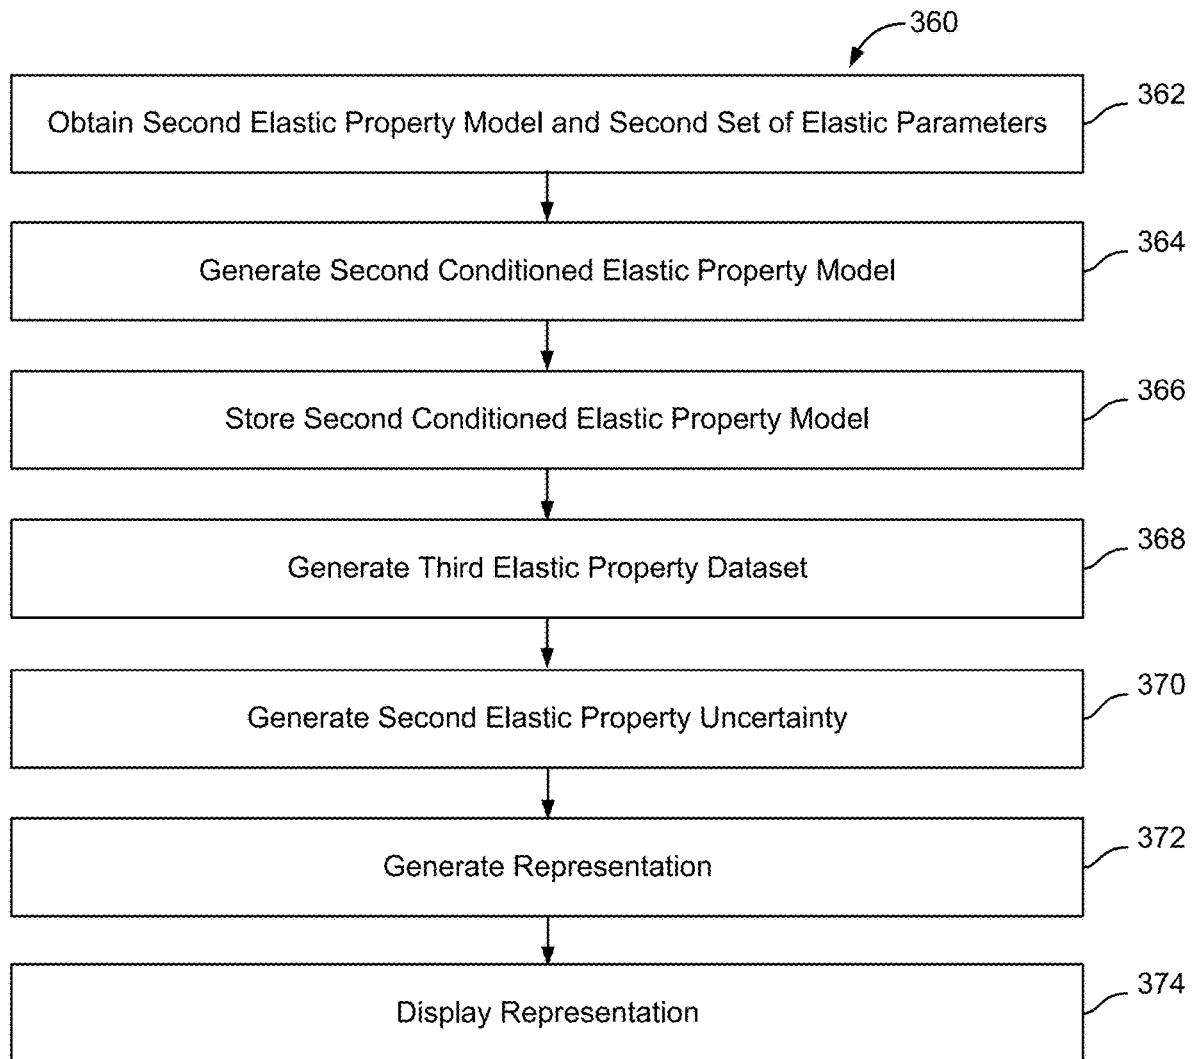 360
Obtain Second Elastic Property Model and Second Set of Elastic Parameters
362
Generate Second Conditioned Elastic Property Model
364
Store Second Conditioned Elastic Property Model
366
Generate Third Elastic Property Dataset
368
Generate Second Elastic Property Uncertainty
370
Generate Representation
372
Display Representation
374